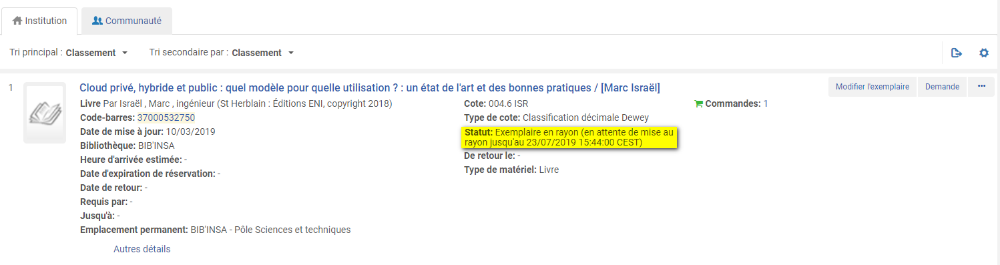 Institution
Communauté
Tri principal : Classement
Tri secondaire par : Classement
1
Cloud privé, hybride et public : quel modèle pour quelle utilisation ? : un état de l'art et des bonnes pratiques / [Marc Israël]
Modifier l'exemplaire
Demande
•••
Livre Par Israël , Marc , ingénieur (St Herblain : Éditions ENI, copyright 2018)
Code-barres: 37000532750
Date de mise à jour: 10/03/2019
Bibliothèque: BIB'INSA
Heure d'arrivée estimée: -
Date d'expiration de réservation: -
Date de retour: -
Requis par: -
Jusqu'à: -
Emplacement permanent: BIB'INSA - Pôle Sciences et techniques
Autres détails
Cote: 004.6 ISR
Type de cote: Classification décimale Dewey
Statut: Exemplaire en rayon (en attente de mise au
rayon jusqu'au 23/07/2019 15:44:00 CEST)
De retour le: -
Type de matériel: Livre
Commandes: 1